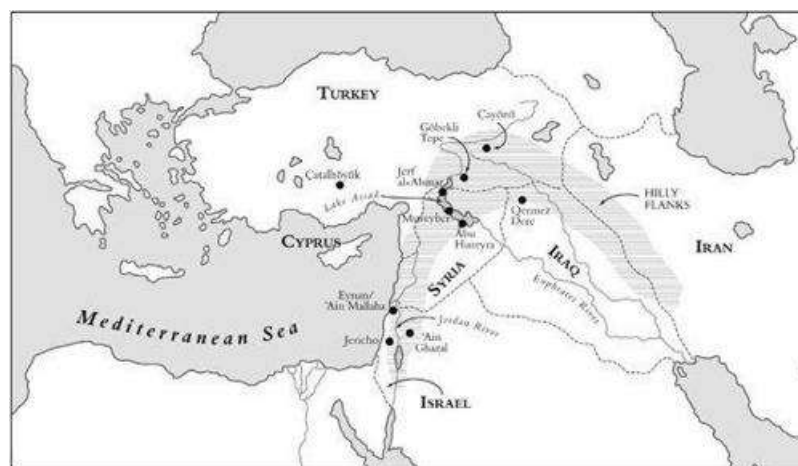 TURKEY
Çayönü
Göbekli
Tepe
Çatalhöyük
Jerf
al-Ahmar
Lake Assad
HILLY
FLANKS
Mureyber
Qermez
Dere
Abu
Hureyra
CYPRUS
IRAN
IRAQ
SYRIA
Euphrates River
Eynan/
'Ain Mallaha
Mediterranean Sea
Jordan River
Jericho
'Ain
Ghazal
ISRAEL